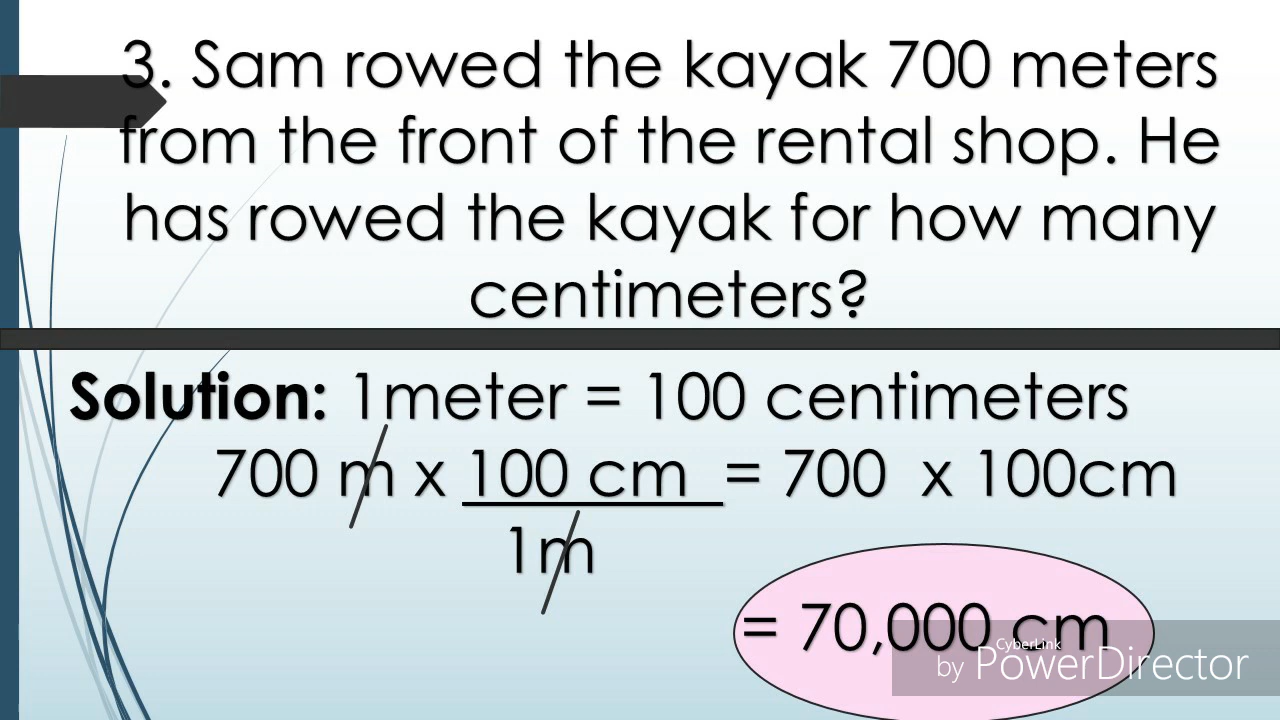 3. Sam rowed the kayak 700 meters
from the front of the rental shop. He
has rowed the kayak for how many
centimeters?
Solution: 1meter = 100 centimeters
700 m x 100 cm = 700 x 100cm
1m
= 70,000 cm
CyberLink
by PowerDirector